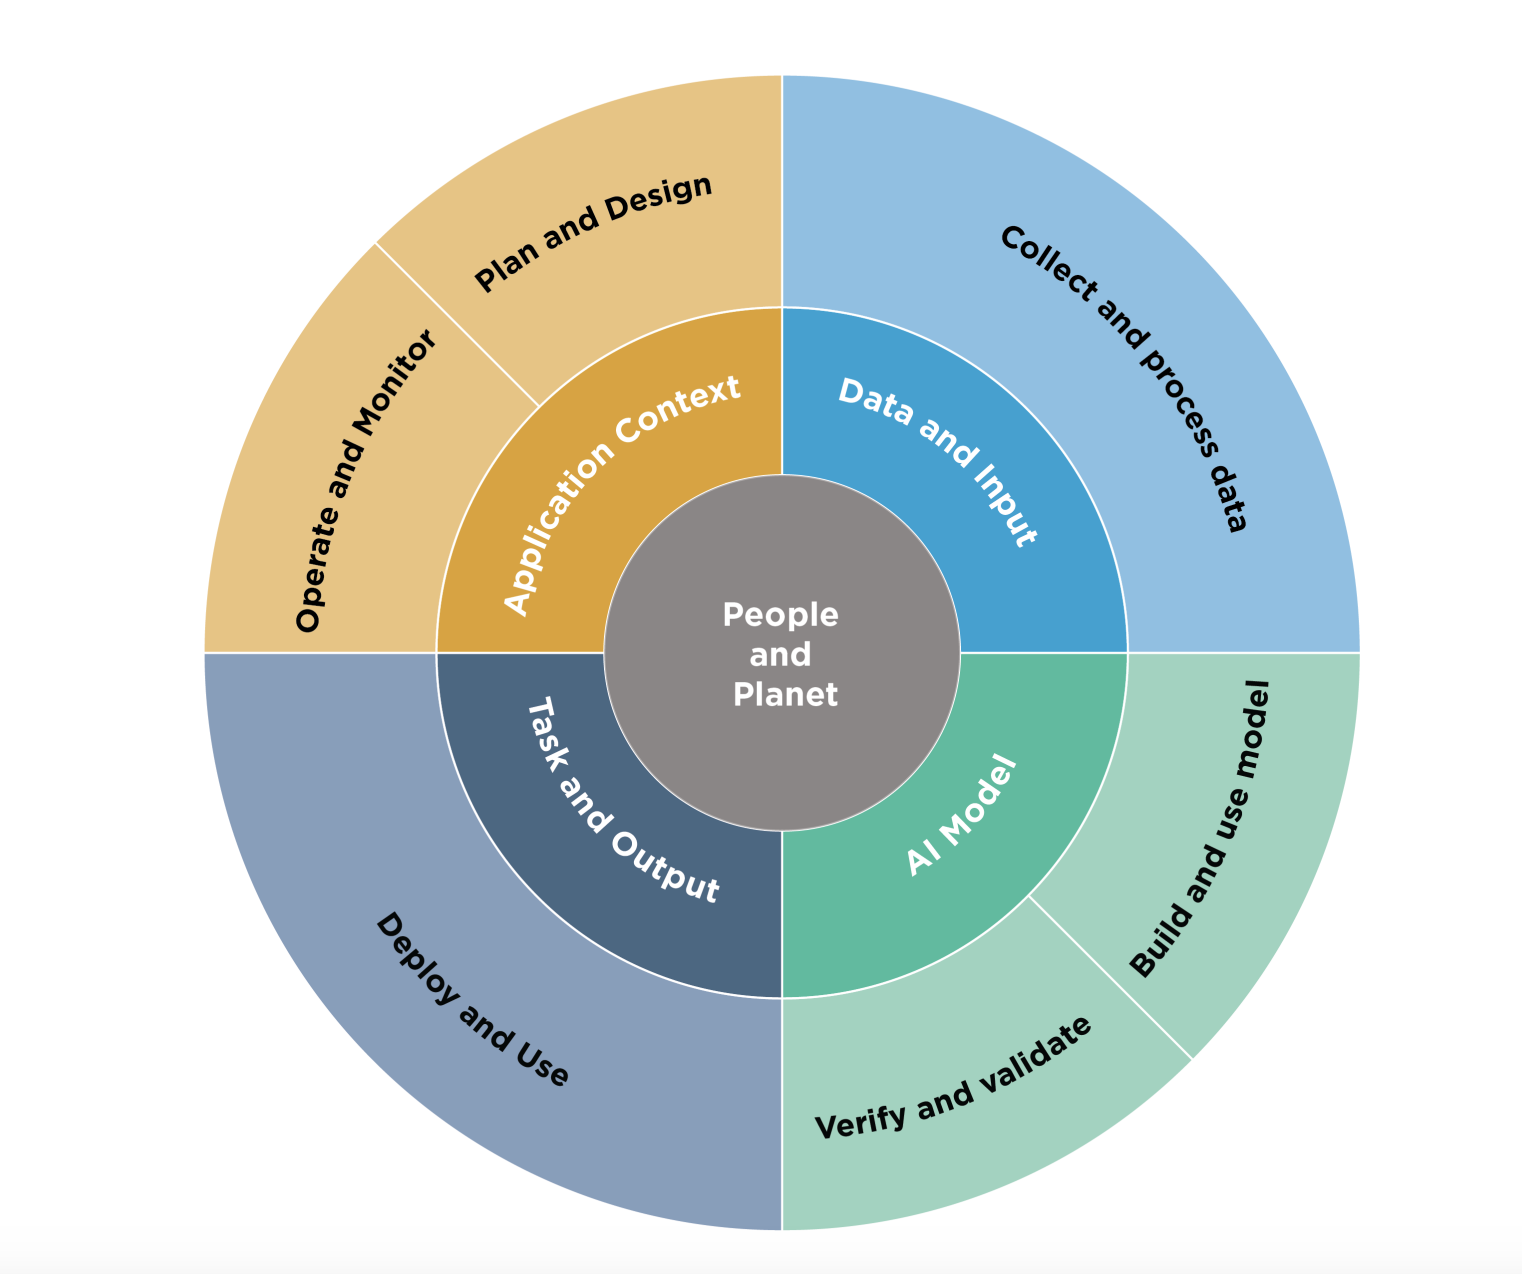 Plan and Design
Collect and process data
Operate and Monitor
Application Context
Data and Input
People
and
Planet
Task and Output
AI Model
Build and use model
Deploy and Use
Verify and validate